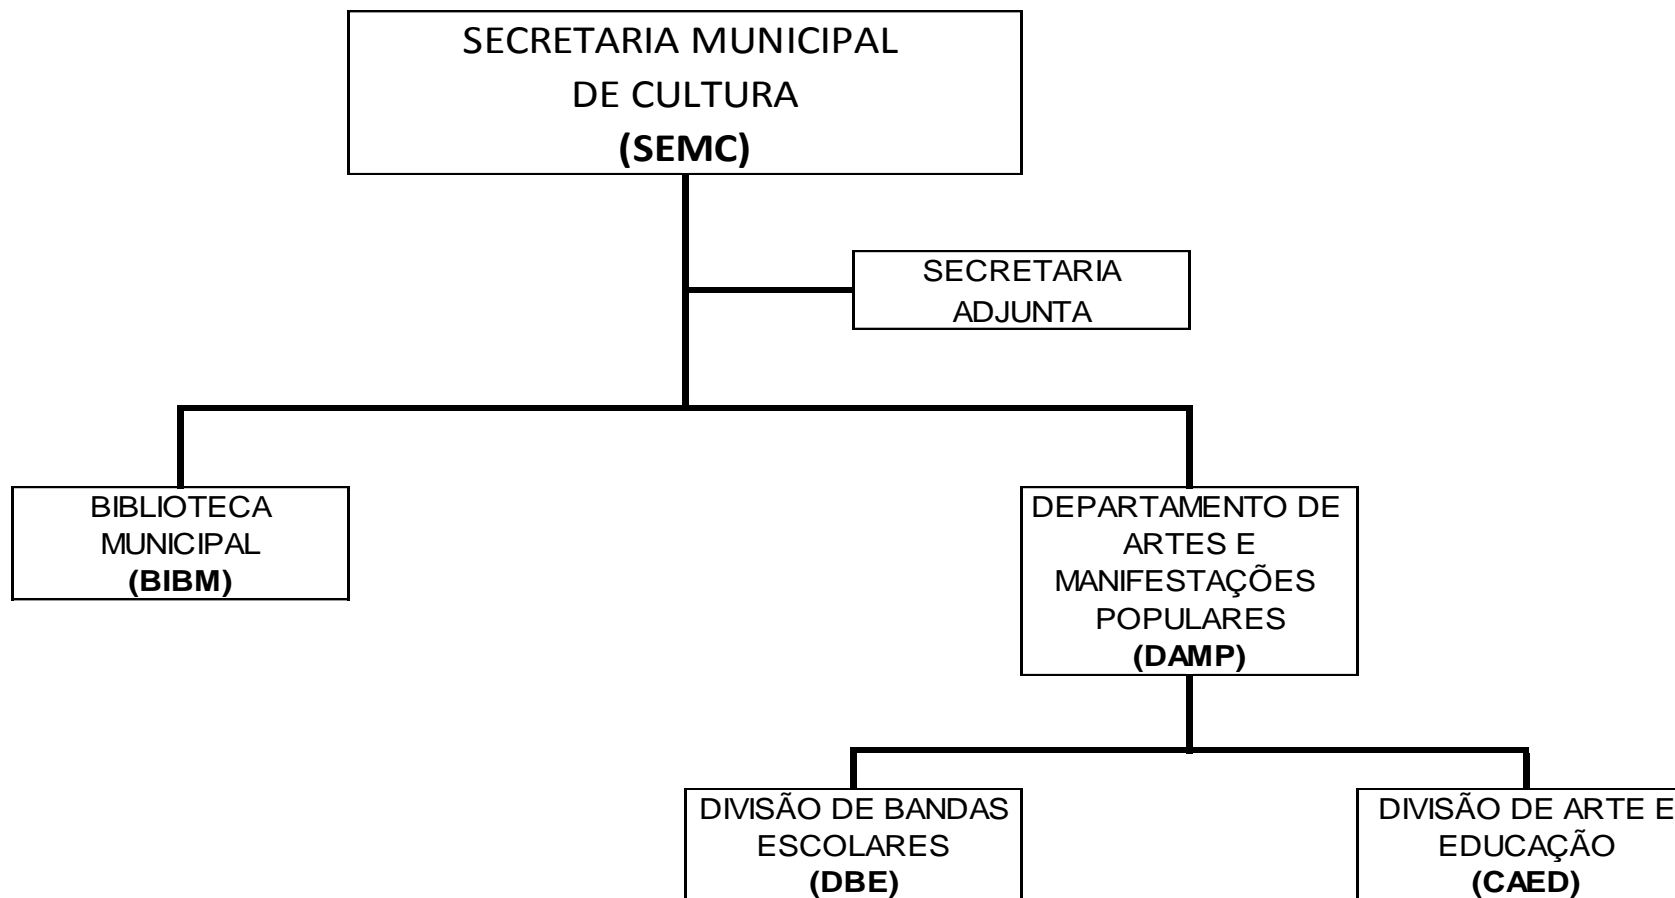 SECRETARIA MUNICIPAL
DE CULTURA
(SEMC)
SECRETARIA
ADJUNTA
BIBLIOTECA
MUNICIPAL
(BIBM)
DEPARTAMENTO DE
ARTES E
MANIFESTAÇÕES
POPULARES
(DAMP)
DIVISÃO DE BANDAS
ESCOLARES
(DBE)
DIVISÃO DE ARTE E
EDUCAÇÃO
(CAED)